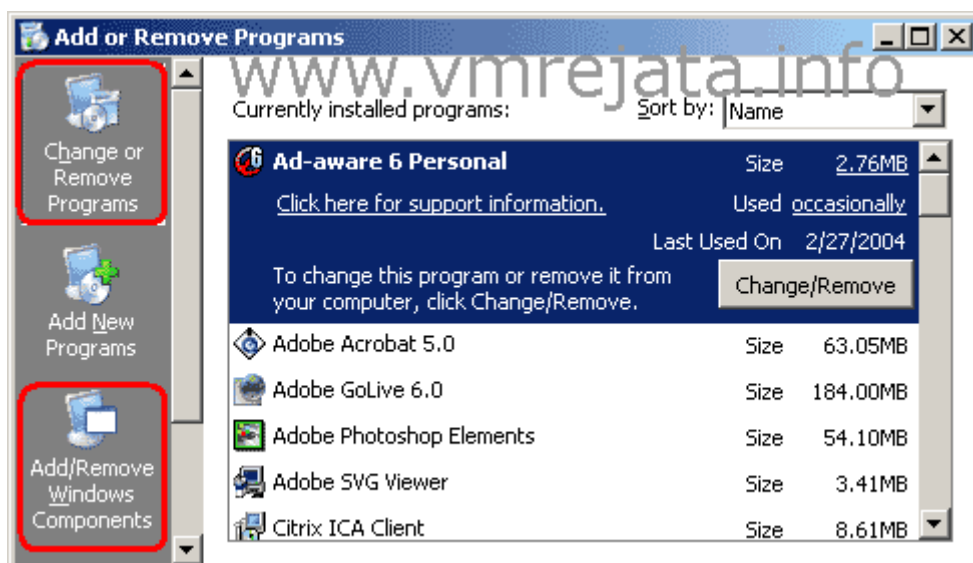 Add or Remove Programs
www.vmrejata.info
Change or
Remove
Programs
Add New
Programs
Add/Remove
Windows
Components
Currently installed programs:
Sort by: Name
Ad-aware 6 Personal Size 2.76MB
Click here for support information. Used occasionally
Last Used On 2/27/2004
To change this program or remove it from
your computer, click Change/Remove.
Change/Remove
Adobe Acrobat 5.0 Size 63.05MB
Adobe GoLive 6.0 Size 184.00MB
Adobe Photoshop Elements Size 54.10MB
Adobe SVG Viewer Size 3.41MB
Citrix ICA Client Size 8.61MB